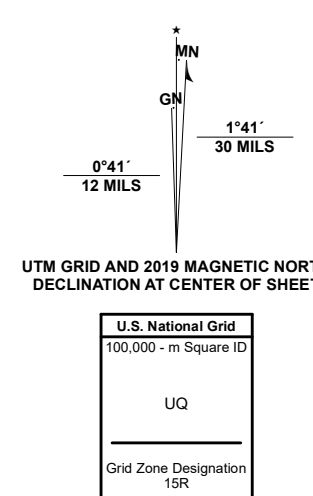 ★
MN
GN
1°41´
30 MILS
0°41´
12 MILS
UTM GRID AND 2019 MAGNETIC NORT
DECLINATION AT CENTER OF SHEET
U.S. National Grid
100,000 - m Square ID
UQ
Grid Zone Designation
15R